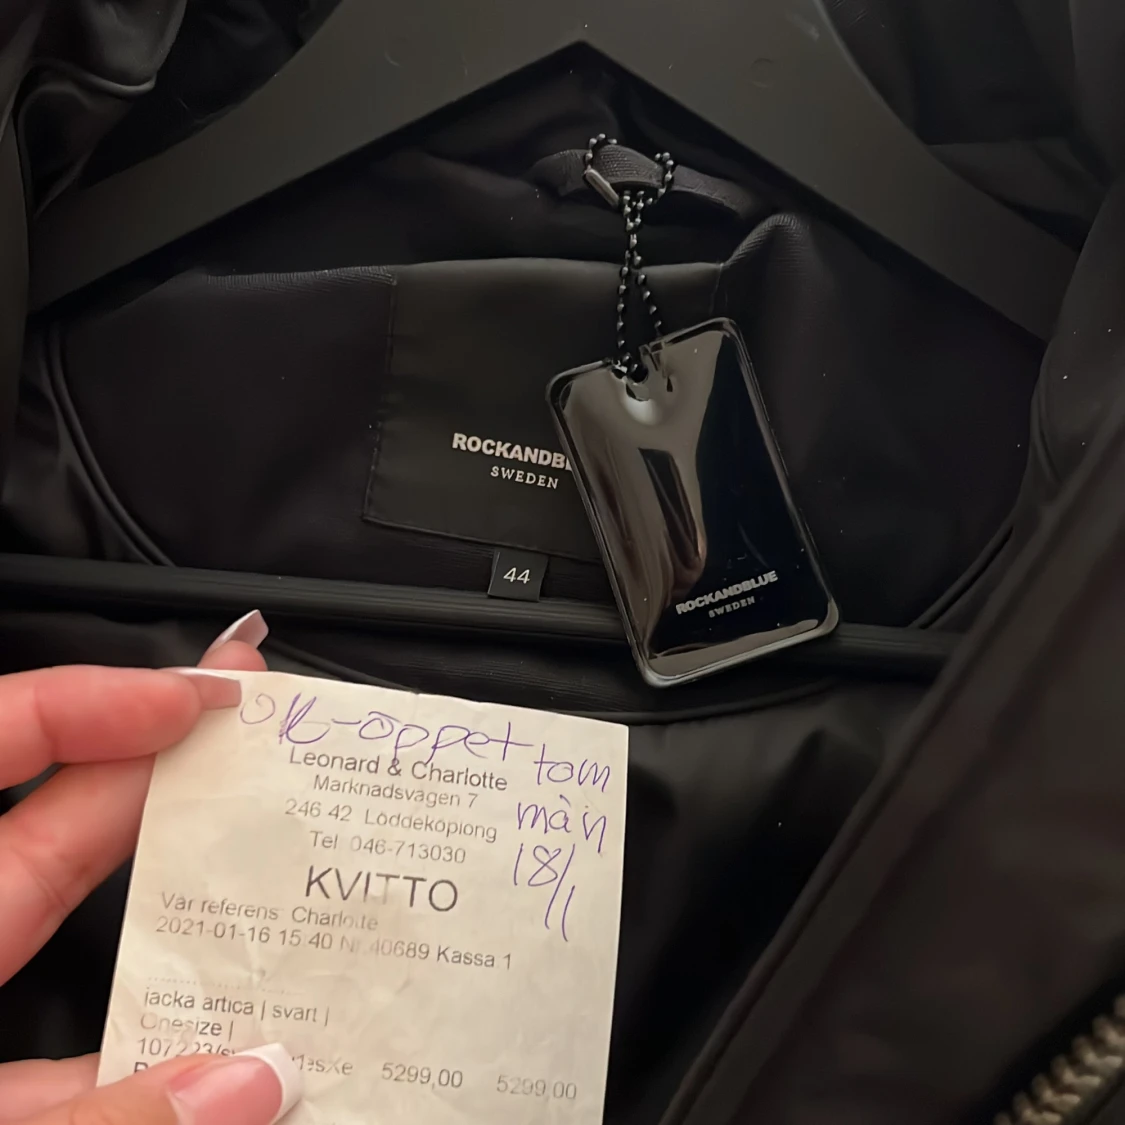 ROCKANDBL
SWEDEN
44
ROCKANDBLUE
SWEDEN
OK-öppet tom
mån
18/1
Leonard & Charlotte
Marknadsvägen 7
246 42 Löddeköping
Tel 046-713030
KVITTO
Vår referens Charlotte
2021-01-16 15:40 Nr 40689 Kassa 1
jacka artica | svart |
Onesize |
5299,00 5299,00